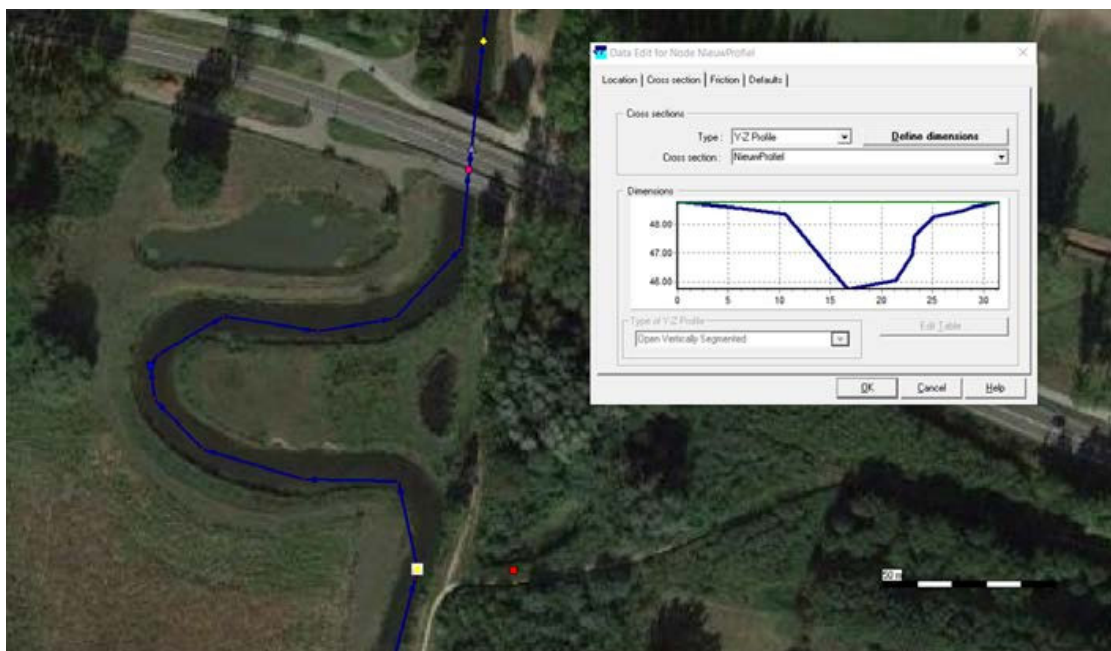 Data Edit for Node NieuwProfiel
Location | Cross section | Friction | Defaults |
Cross sections
Type : Y-Z Profile Define dimensions
Cross section : NieuwProfiel
Dimensions
48.00
47.00
46.00
0 5 10 15 20 25 30
Type of Y-Z Profile
Open Vertically Segmented
Edit Table
OK Cancel Help
50 m